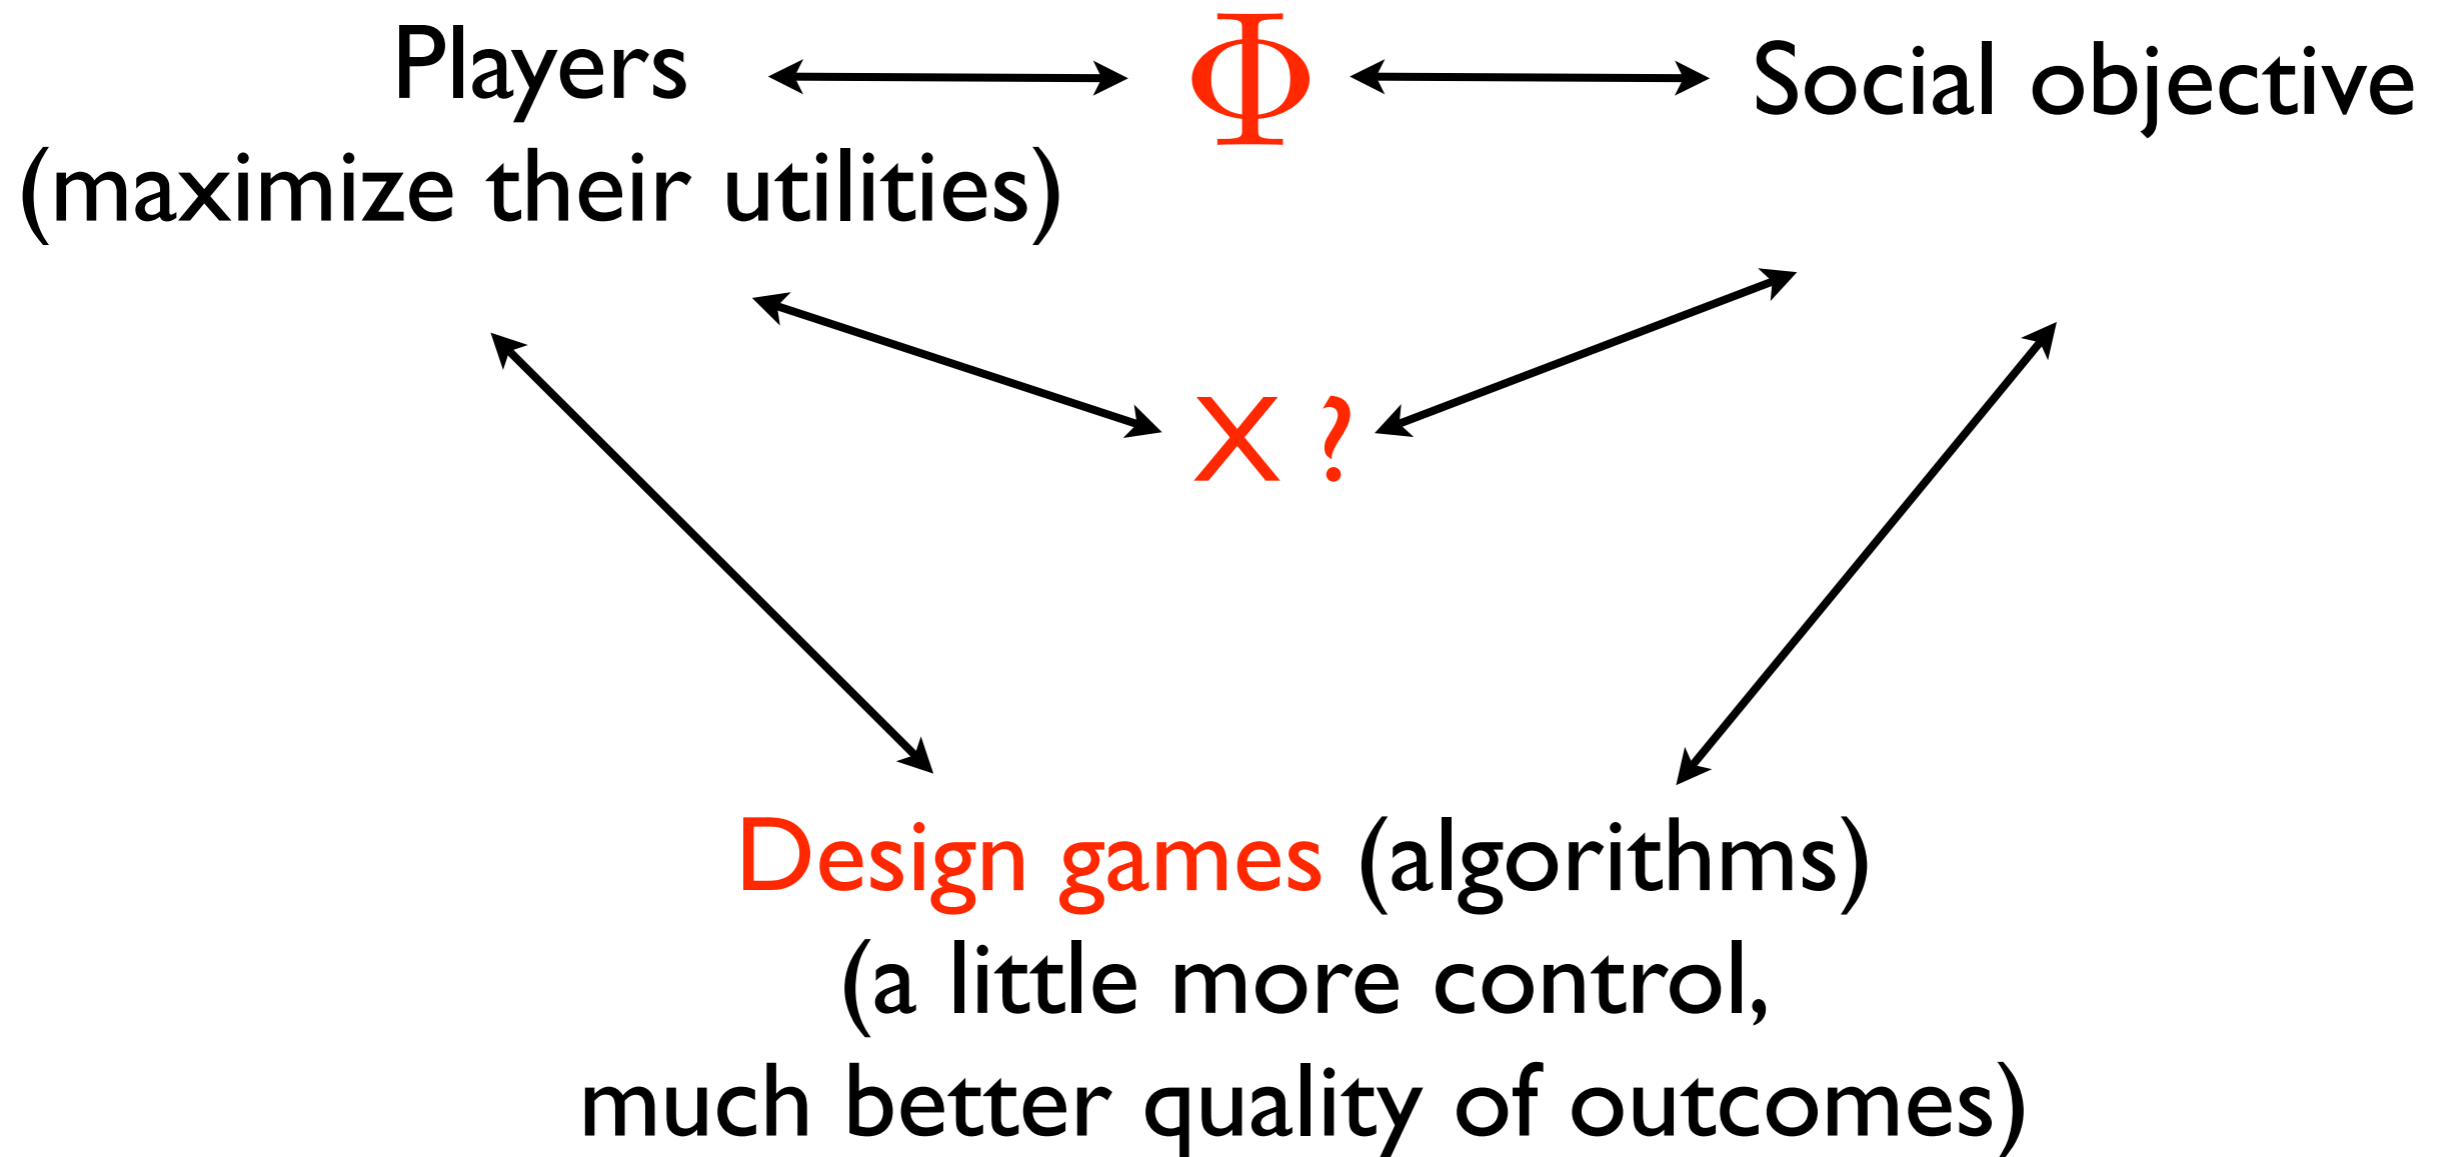 Players Φ Social objective
(maximize their utilities)
X ?
Design games (algorithms)
(a little more control,
much better quality of outcomes)